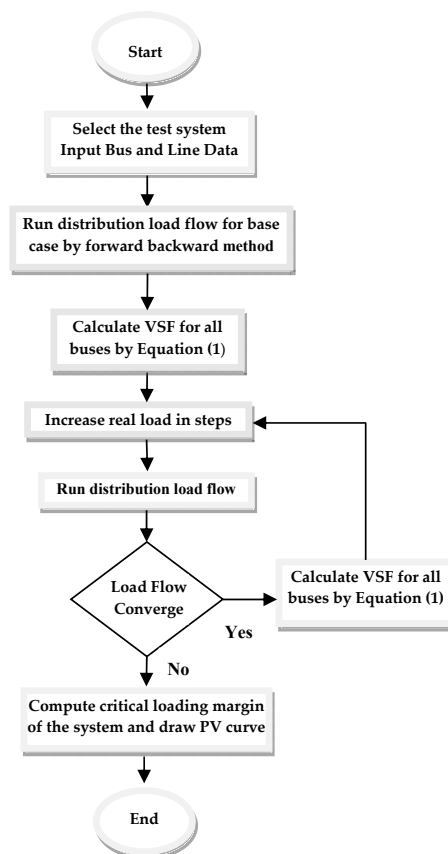 Start
Select the test system
Input Bus and Line Data
Run distribution load flow for base
case by forward backward method
Calculate VSF for all
buses by Equation (1)
Increase real load in steps
Run distribution load flow
Load Flow
Converge
Yes
Calculate VSF for all
buses by Equation (1)
No
Compute critical loading margin
of the system and draw PV curve
End